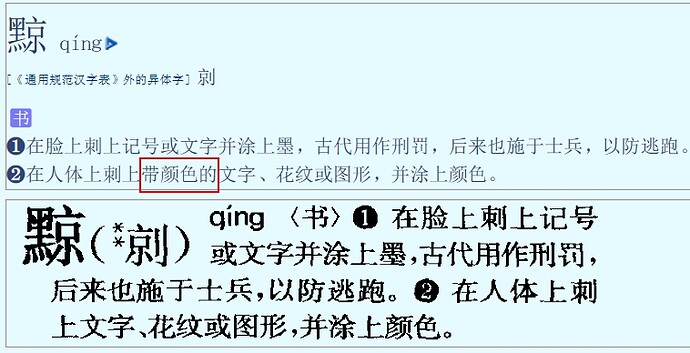 黥 qíng
[《通用规范汉字表》外的异体字] 剠
书
❶在脸上刺上记号或文字并涂上墨，古代用作刑罚，后来也施于士兵，以防逃跑。
❷在人体上刺上带颜色的文字、花纹或图形，并涂上颜色。
黥(**剠) qíng〈书〉❶ 在脸上刺上记号
或文字并涂上墨，古代用作刑罚，
后来也施于士兵，以防逃跑。❷ 在人体上刺
上文字、花纹或图形，并涂上颜色。